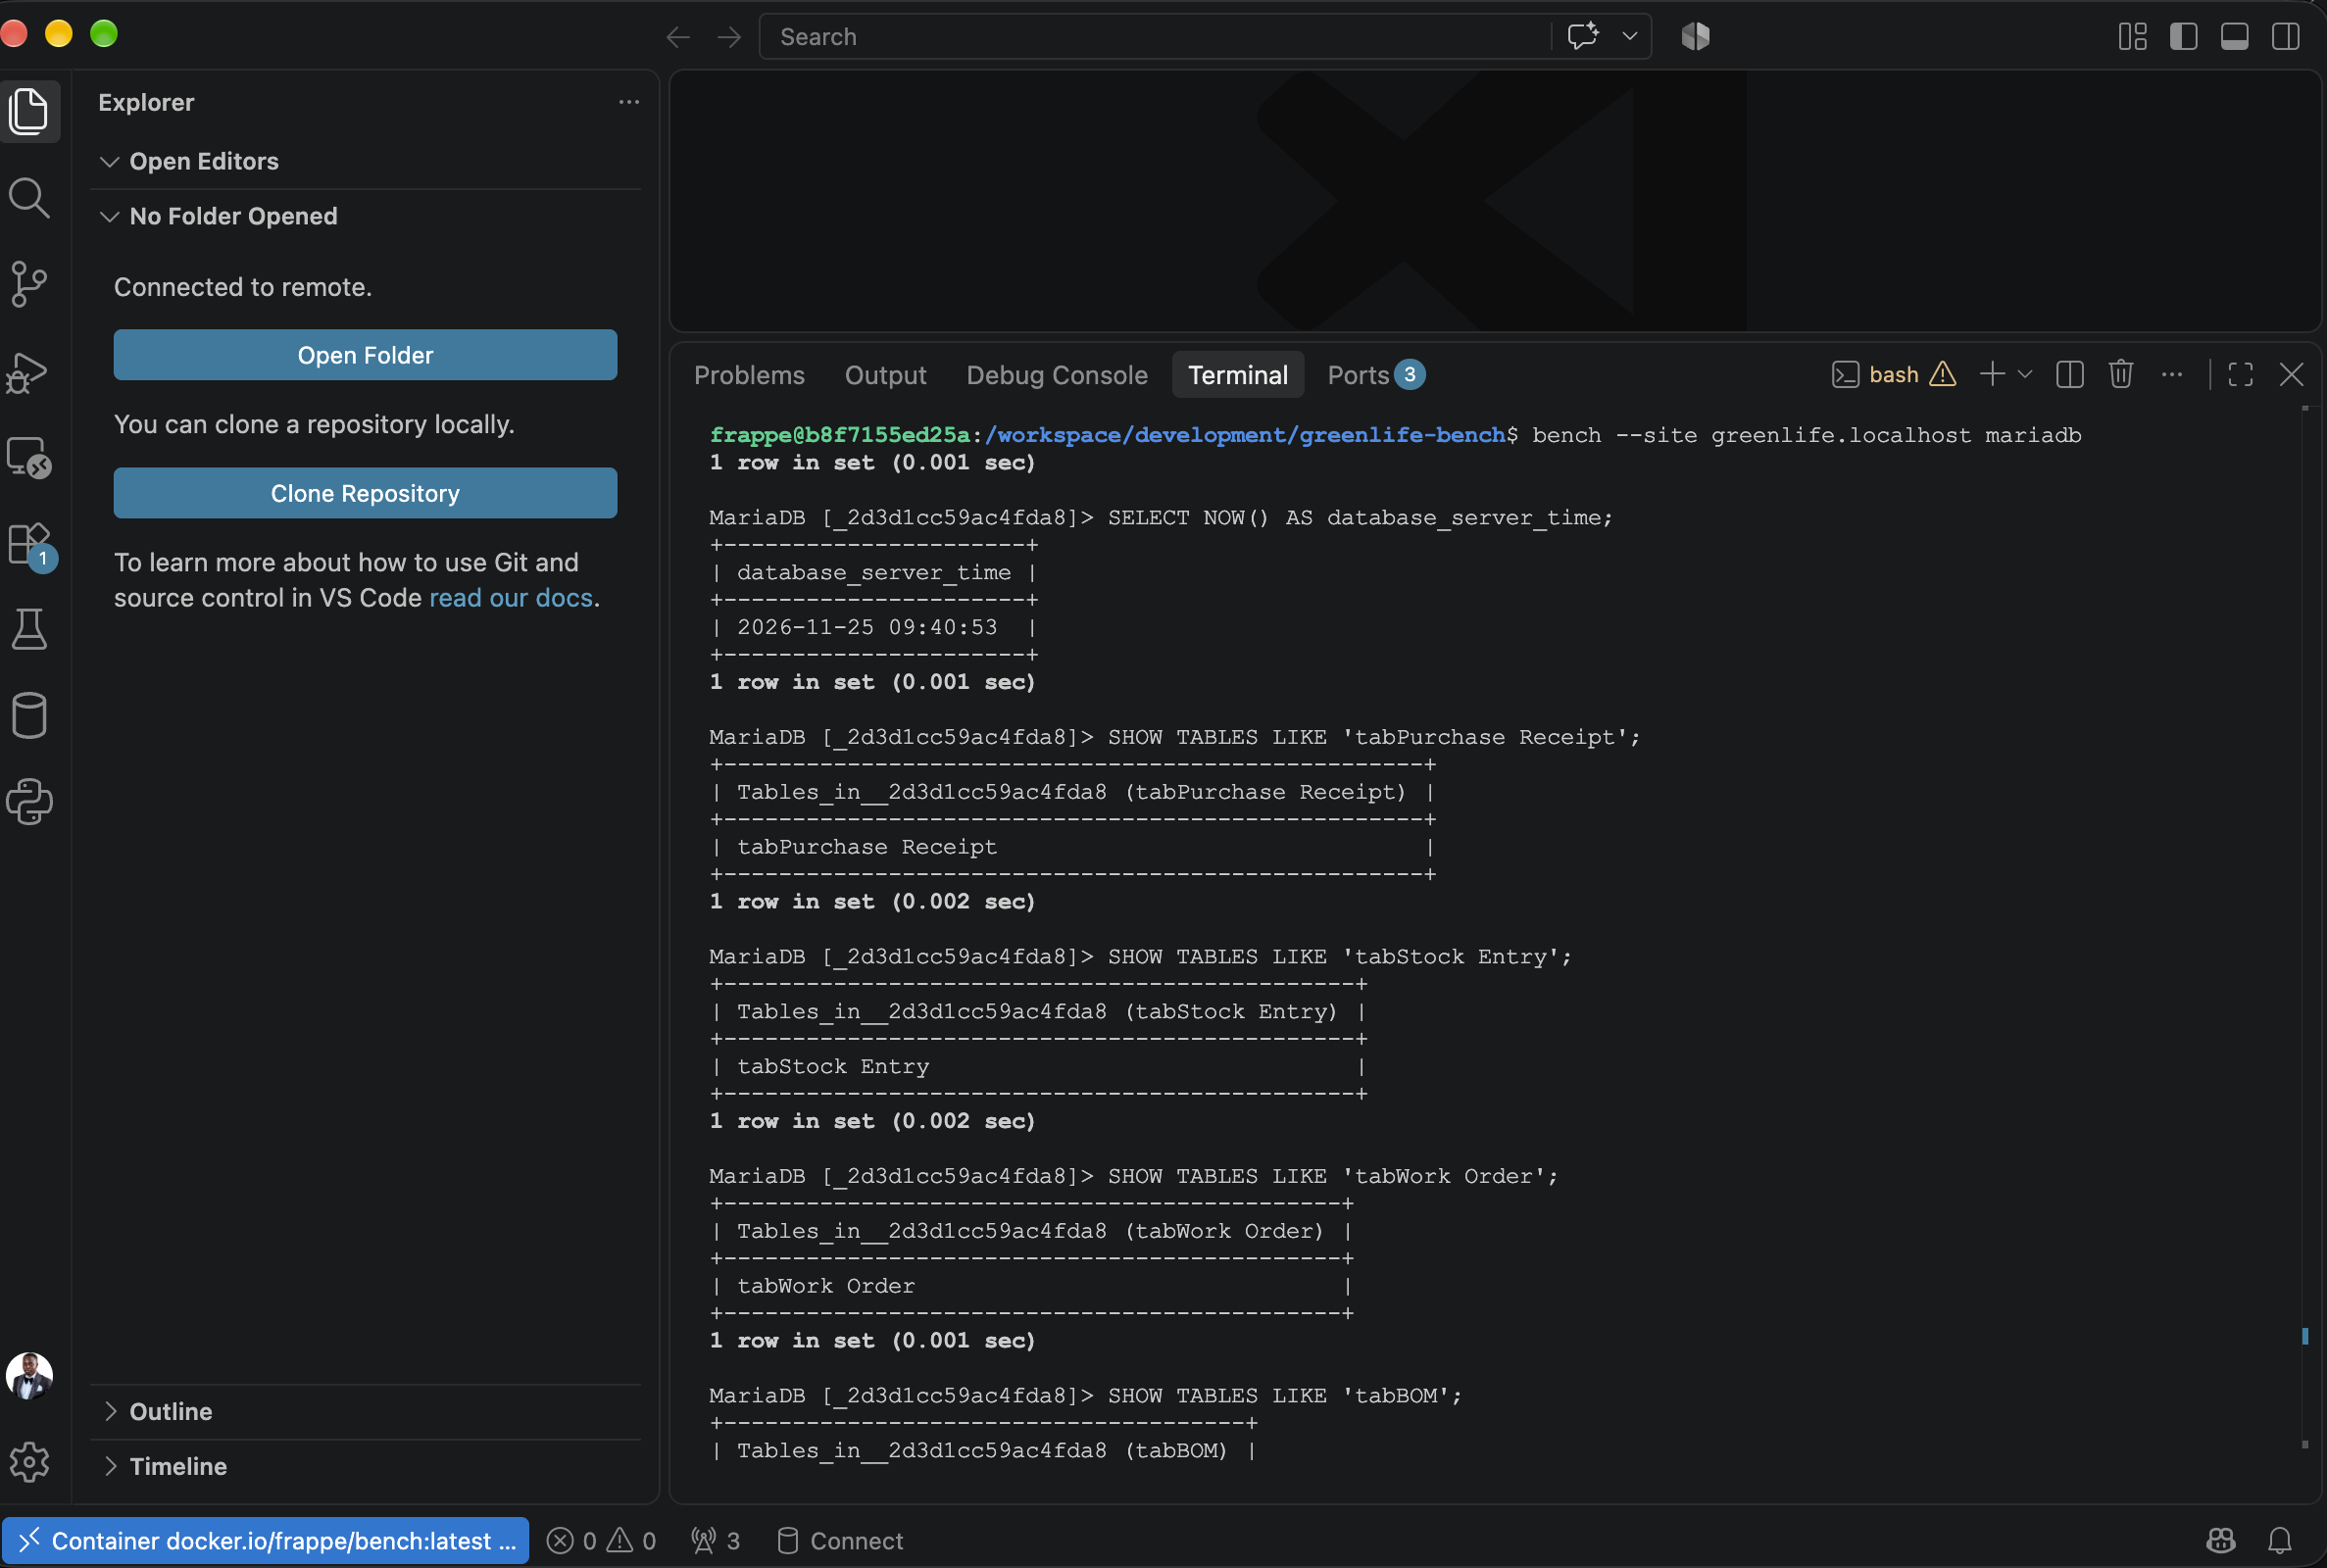 Search
Explorer
Open Editors
No Folder Opened
Connected to remote.
Open Folder
You can clone a repository locally.
Clone Repository
To learn more about how to use Git and
source control in VS Code read our docs.
1
Outline
Timeline
Problems Output Debug Console Terminal Ports 3
bash
frappe@b8f7155ed25a:/workspace/development/greenlife-bench$ bench --site greenlife.localhost mariadb
1 row in set (0.001 sec)
MariaDB [_2d3d1cc59ac4fda8]> SELECT NOW() AS database_server_time;
+---------------------+
| database_server_time |
+---------------------+
| 2026-11-25 09:40:53  |
+---------------------+
1 row in set (0.001 sec)
MariaDB [_2d3d1cc59ac4fda8]> SHOW TABLES LIKE 'tabPurchase Receipt';
+--------------------------------------------------+
| Tables_in__2d3d1cc59ac4fda8 (tabPurchase Receipt) |
+--------------------------------------------------+
| tabPurchase Receipt                               |
+--------------------------------------------------+
1 row in set (0.002 sec)
MariaDB [_2d3d1cc59ac4fda8]> SHOW TABLES LIKE 'tabStock Entry';
+---------------------------------------------+
| Tables_in__2d3d1cc59ac4fda8 (tabStock Entry) |
+---------------------------------------------+
| tabStock Entry                               |
+---------------------------------------------+
1 row in set (0.002 sec)
MariaDB [_2d3d1cc59ac4fda8]> SHOW TABLES LIKE 'tabWork Order';
+--------------------------------------------+
| Tables_in__2d3d1cc59ac4fda8 (tabWork Order) |
+--------------------------------------------+
| tabWork Order                               |
+--------------------------------------------+
1 row in set (0.001 sec)
MariaDB [_2d3d1cc59ac4fda8]> SHOW TABLES LIKE 'tabBOM';
+-------------------------------------+
| Tables_in__2d3d1cc59ac4fda8 (tabBOM) |
Container docker.io/frappe/bench:latest ... 0 0 3 Connect